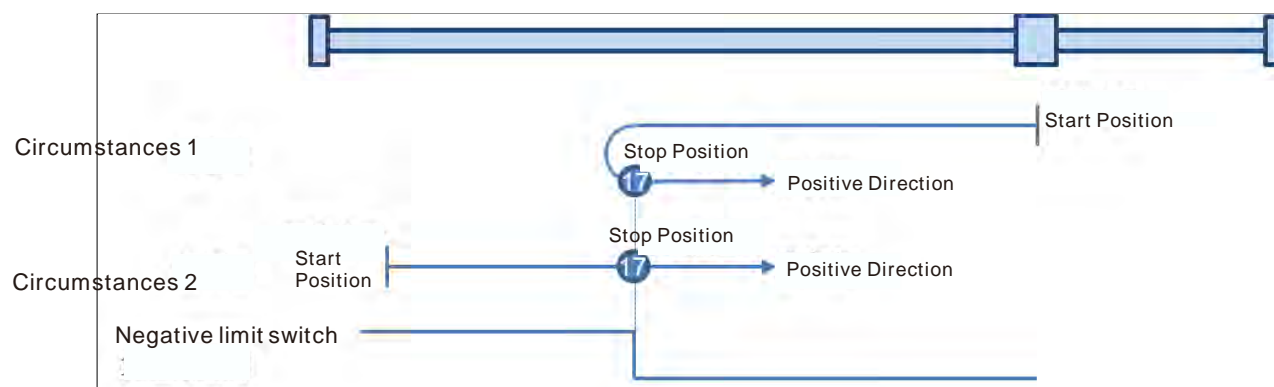 Start Position
Circumstances 1
Stop Position
17
Positive Direction
Stop Position
Start
Position
17
Positive Direction
Circumstances 2
Negative limit switch